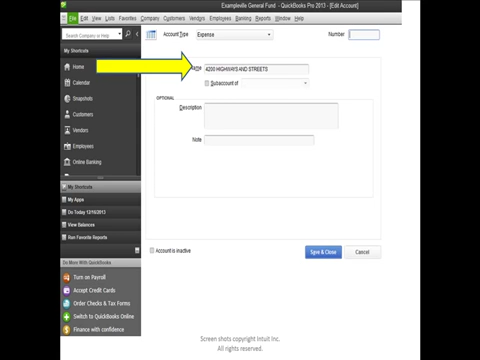 Exampleville General Fund - QuickBooks Pro 2013 - [Edit Account]
File Edit View Lists Favorites Company Customers Vendors Employees Banking Reports Window Help
Search Company or Help
My Shortcuts
Home
Calendar
Snapshots
Customers
Vendors
Employees
Online Banking
My Shortcuts
My Apps
Do Today 12/16/2013
View Balances
Run Favorite Reports
Do More With QuickBooks
Turn on Payroll
Accept Credit Cards
Order Checks & Tax Forms
Switch to QuickBooks Online
Finance with confidence
Account Type Expense Number
4200 HIGHWAYS AND STREETS
Subaccount of
OPTIONAL
Description
Note
Account is inactive
Save & Close Cancel
Screen shots copyright Intuit Inc.
All rights reserved.